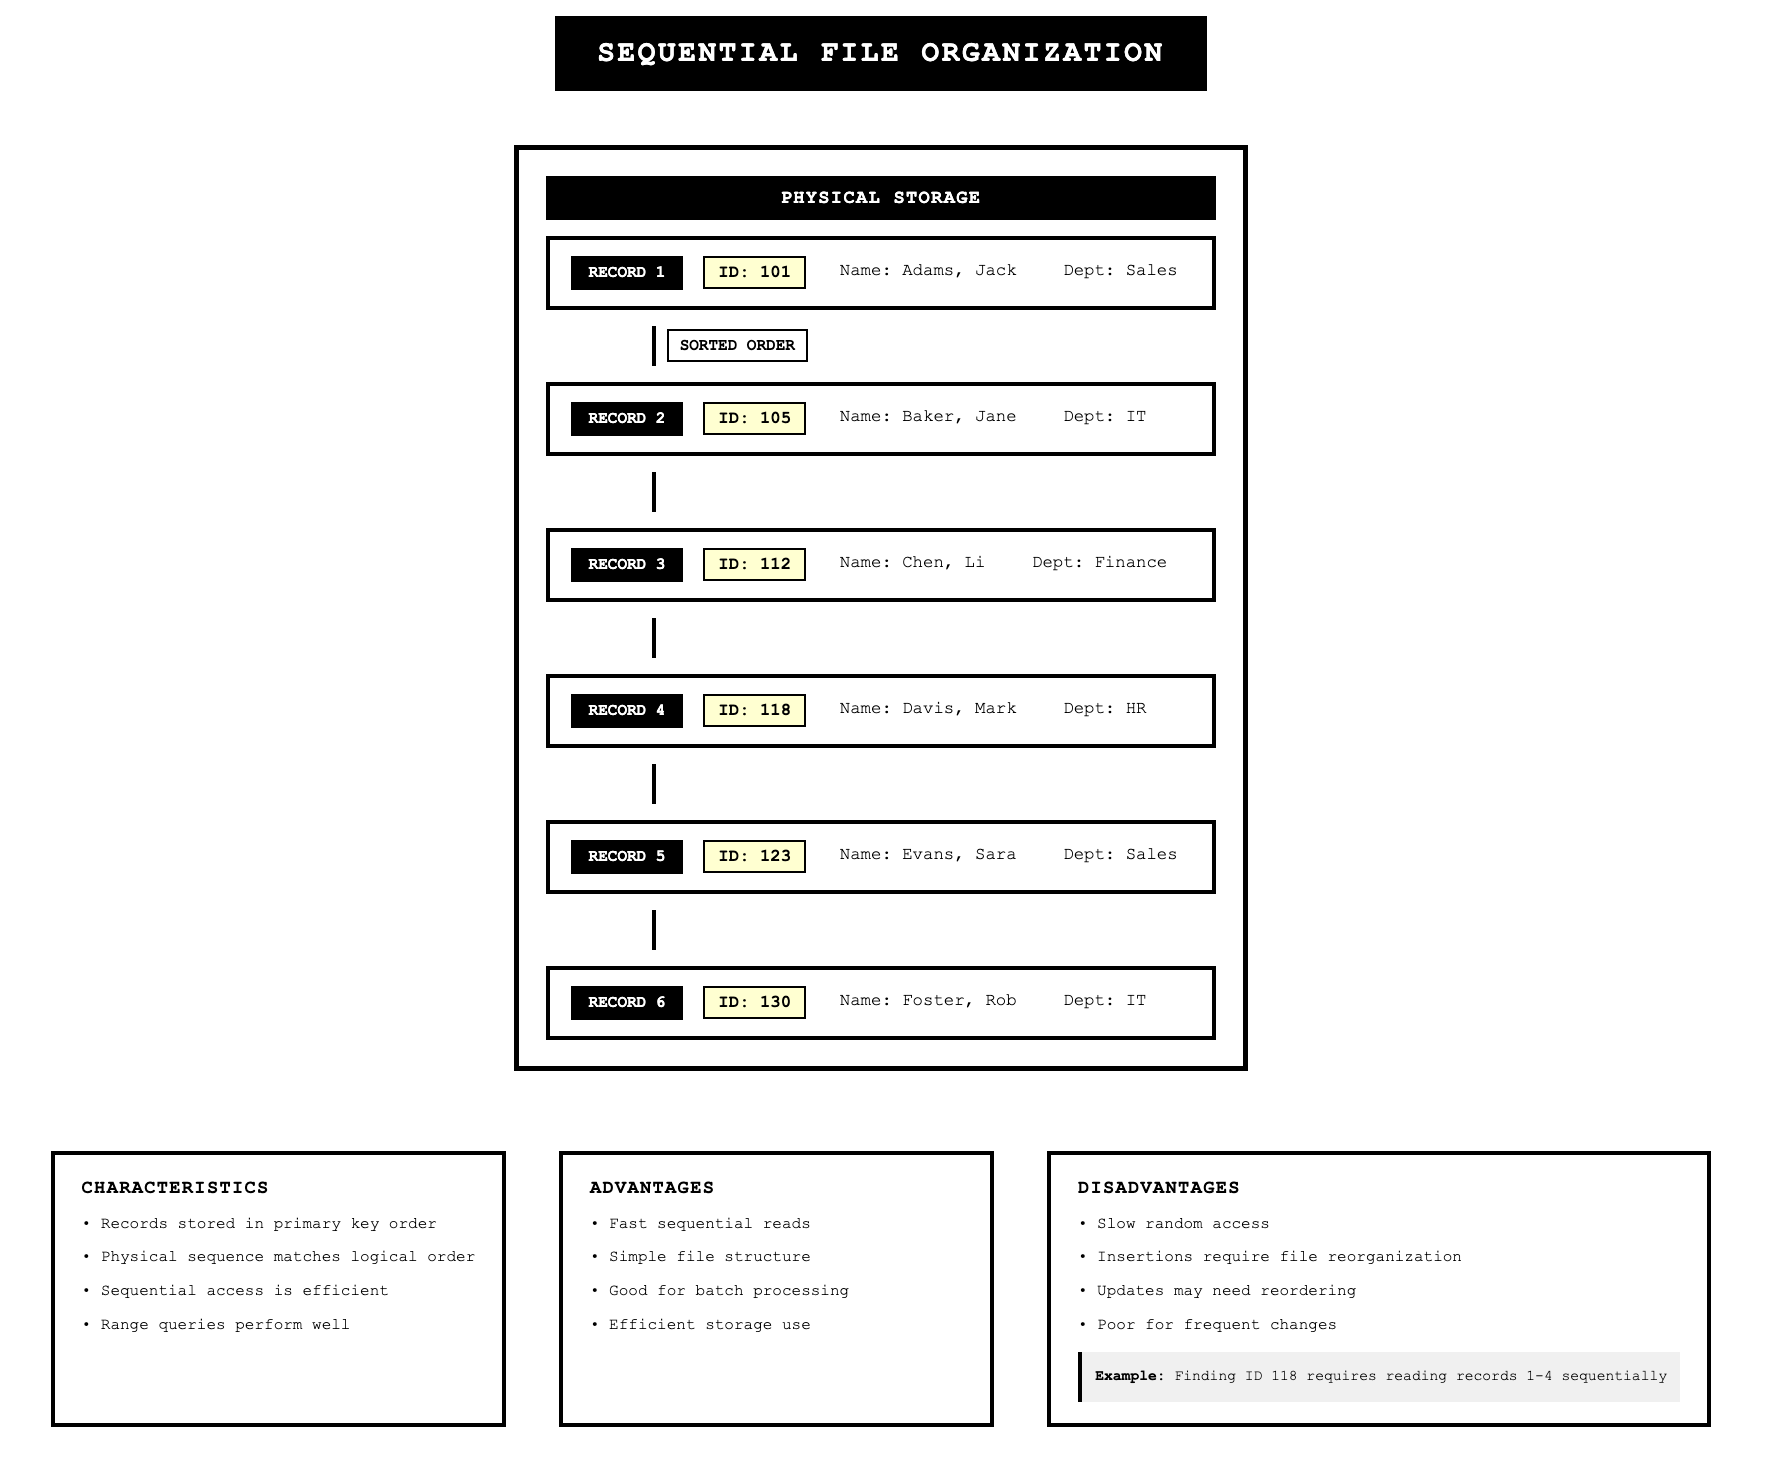 SEQUENTIAL FILE ORGANIZATION
PHYSICAL STORAGE
RECORD 1 ID: 101 Name: Adams, Jack Dept: Sales
SORTED ORDER
RECORD 2 ID: 105 Name: Baker, Jane Dept: IT
RECORD 3 ID: 112 Name: Chen, Li Dept: Finance
RECORD 4 ID: 118 Name: Davis, Mark Dept: HR
RECORD 5 ID: 123 Name: Evans, Sara Dept: Sales
RECORD 6 ID: 130 Name: Foster, Rob Dept: IT
CHARACTERISTICS
• Records stored in primary key order
• Physical sequence matches logical order
• Sequential access is efficient
• Range queries perform well
ADVANTAGES
• Fast sequential reads
• Simple file structure
• Good for batch processing
• Efficient storage use
DISADVANTAGES
• Slow random access
• Insertions require file reorganization
• Updates may need reordering
• Poor for frequent changes
Example: Finding ID 118 requires reading records 1-4 sequentially